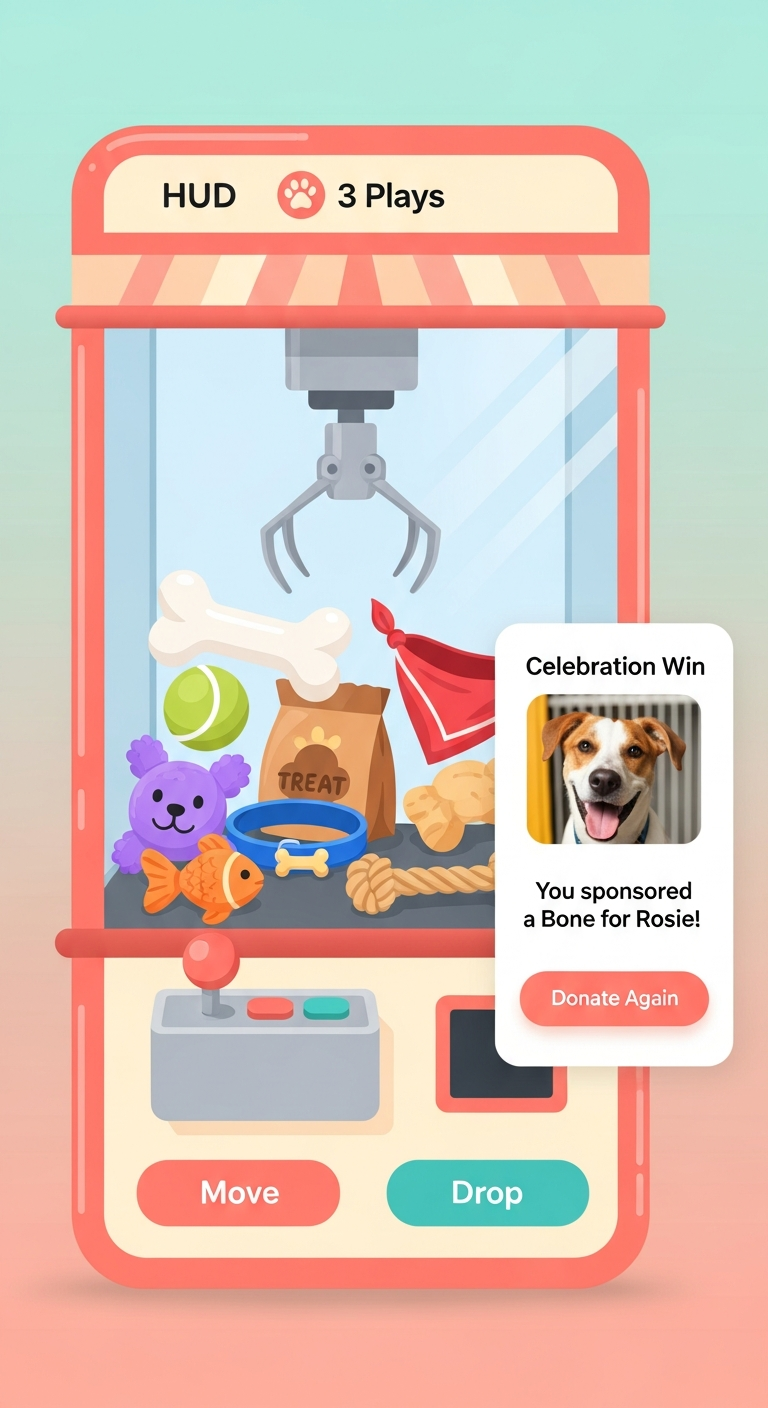 HUD 3 Plays
TREAT
Celebration Win
You sponsored
a Bone for Rosie!
Donate Again
Move
Drop